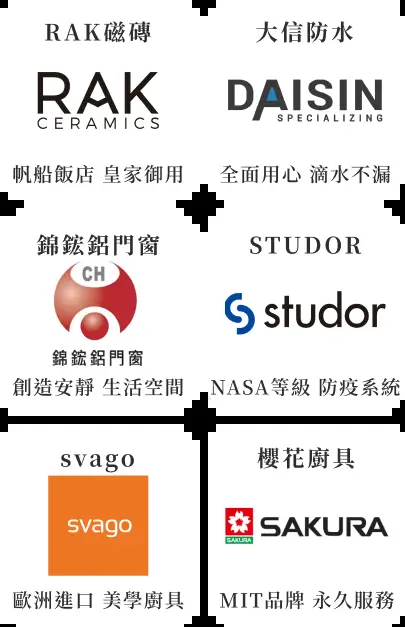 RAK磁磚
RAK
CERAMICS
帆船飯店 皇家御用
大信防水
DAISIN
SPECIALIZING
全面用心 滴水不漏
錦鋐鋁門窗
CH
錦鋐鋁門窗
創造安靜 生活空間
STUDOR
studor
NASA等級 防疫系統
svago
svago
歐洲進口 美學廚具
櫻花廚具
SAKURA
SAKURA
MIT品牌 永久服務